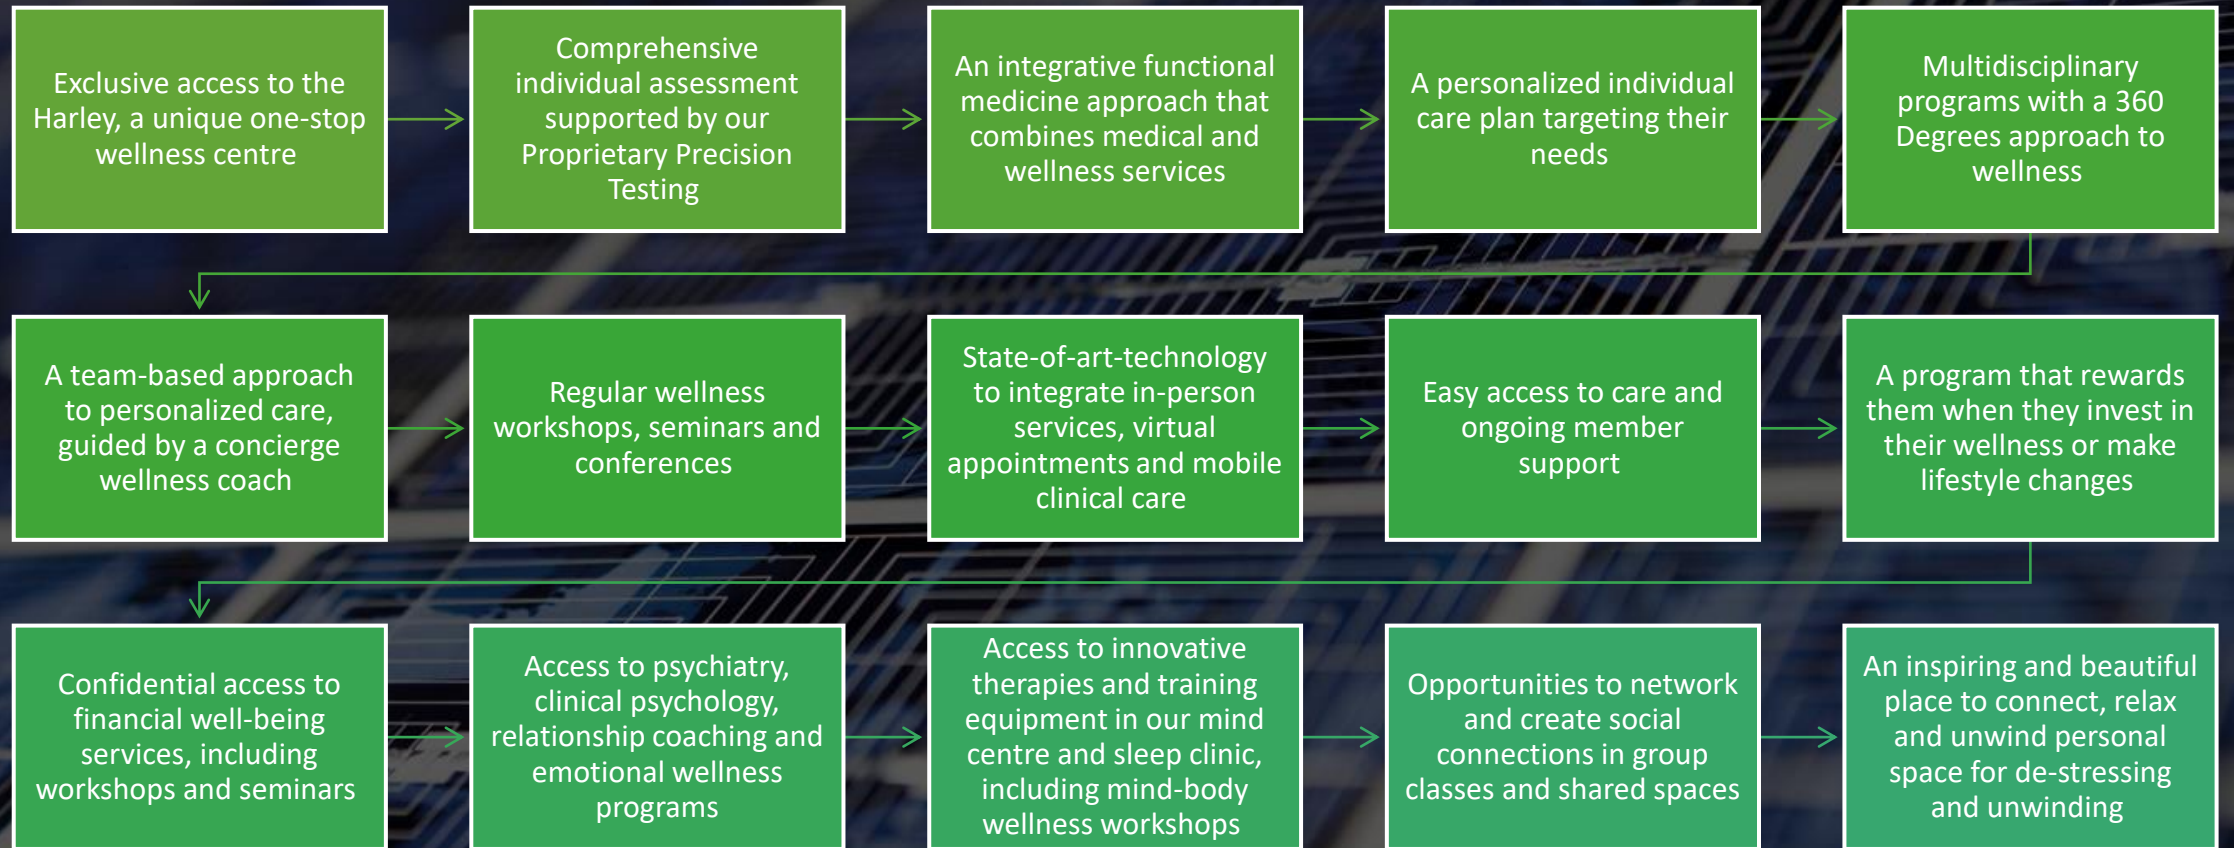 Exclusive access to the
Harley, a unique one-stop
wellness centre
Comprehensive
individual assessment
supported by our
Proprietary Precision
Testing
An integrative functional
medicine approach that
combines medical and
wellness services
A personalized individual
care plan targeting their
needs
Multidisciplinary
programs with a 360
Degrees approach to
wellness
A team-based approach
to personalized care,
guided by a concierge
wellness coach
Regular wellness
workshops, seminars and
conferences
State-of-art-technology
to integrate in-person
services, virtual
appointments and mobile
clinical care
Easy access to care and
ongoing member
support
A program that rewards
them when they invest in
their wellness or make
lifestyle changes
Confidential access to
financial well-being
services, including
workshops and seminars
Access to psychiatry,
clinical psychology,
relationship coaching and
emotional wellness
programs
Access to innovative
therapies and training
equipment in our mind
centre and sleep clinic,
including mind-body
wellness workshops
Opportunities to network
and create social
connections in group
classes and shared spaces
An inspiring and beautiful
place to connect, relax
and unwind personal
space for de-stressing
and unwinding